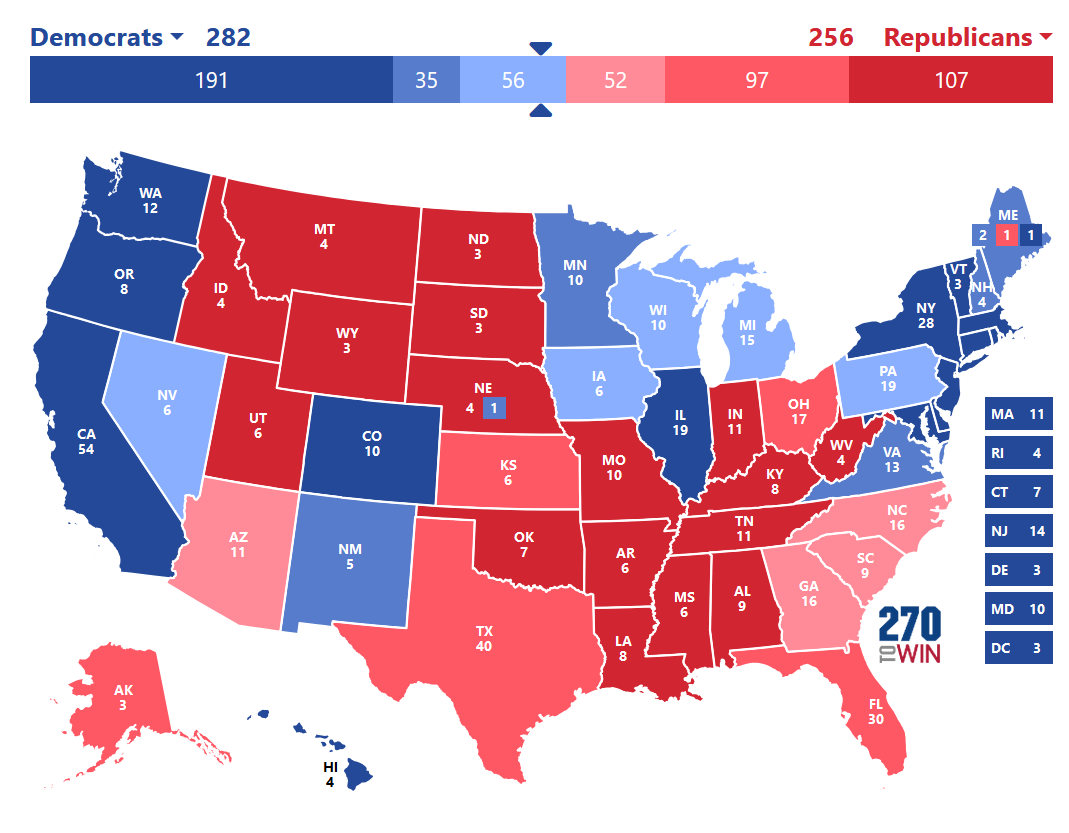 Democrats 282
256 Republicans
191 35 56 52 97 107
WA
12
OR
8
CA
54
NV
6
ID
4
MT
4
WY
3
UT
6
AZ
11
CO
10
NM
5
ND
3
SD
3
NE
4 1
KS
6
OK
7
TX
40
MN
10
IA
6
MO
10
AR
6
LA
8
WI
10
IL
19
MI
15
IN
11
OH
17
KY
8
TN
11
MS
6
AL
9
GA
16
FL
30
SC
9
NC
16
VA
13
WV
4
PA
19
NY
28
VT
3
NH
4
ME
2 1 1
MA 11
RI 4
CT 7
NJ 14
DE 3
MD 10
DC 3
AK
3
HI
4
270
TO WIN